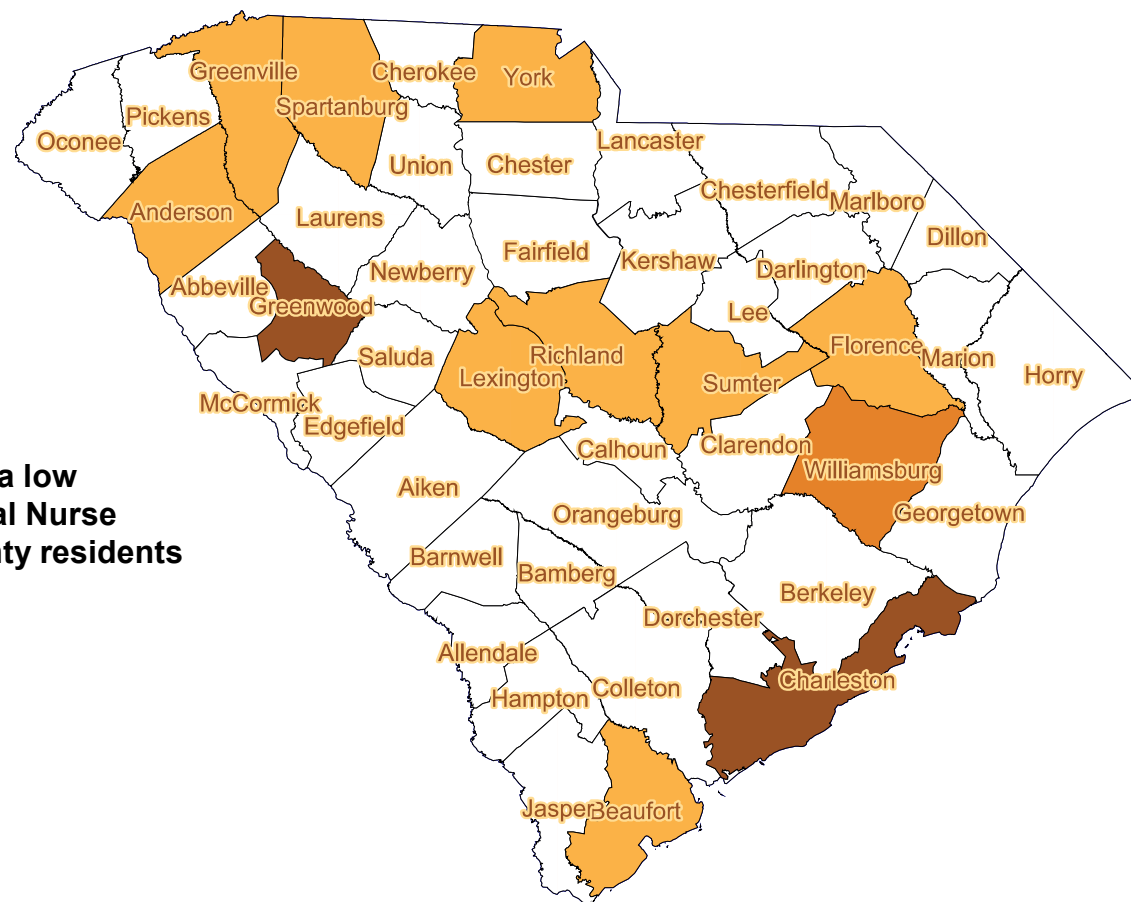 Greenville
Cherokee
York
Spartanburg
Pickens
Oconee
Lancaster
Union
Chester
Chesterfield
Marlboro
Anderson
Laurens
Dillon
Fairfield
Kershaw
Newberry
Darlington
Abbeville
Greenwood
Lee
Saluda
Richland
Florence
Marion
Lexington
Sumter
Horry
McCormick
Edgefield
Calhoun
Clarendon
Williamsburg
a low
Aiken
al Nurse
Orangeburg
Georgetown
nty residents
Barnwell
Bamberg
Berkeley
Dorchester
Allendale
Charleston
Hampton
Colleton
Jasper
Beaufort